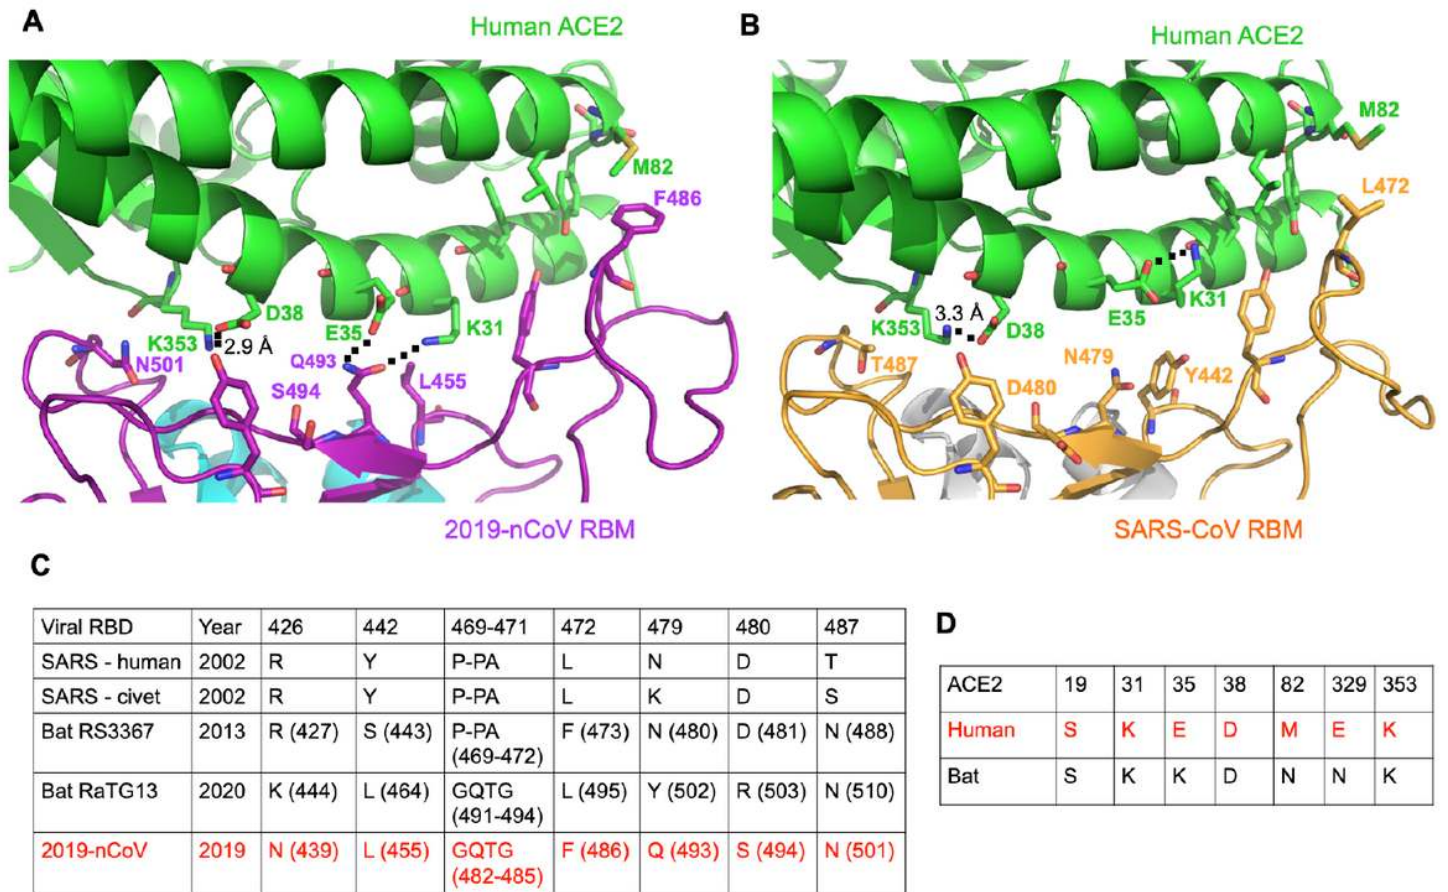 A
Human ACE2
M82
F486
D38
E35
K31
K353
2.9 Å
N501
Q493
L455
S494
2019-nCoV RBM
B
Human ACE2
M82
L472
K31
E35
3.3 Å
K353
D38
T487
N479
Y442
D480
SARS-CoV RBM
C
Viral RBD Year 426 442 469-471 472 479 480 487
SARS - human 2002 R Y P-PA L N D T
SARS - civet 2002 R Y P-PA L K D S
Bat RS3367 2013 R (427) S (443) P-PA F (473) N (480) D (481) N (488)
(469-472)
Bat RaTG13 2020 K (444) L (464) GQTG L (495) Y (502) R (503) N (510)
(491-494)
2019-nCoV 2019 N (439) L (455) GQTG F (486) Q (493) S (494) N (501)
(482-485)
D
ACE2 19 31 35 38 82 329 353
Human S K E D M E K
Bat S K K D N N K